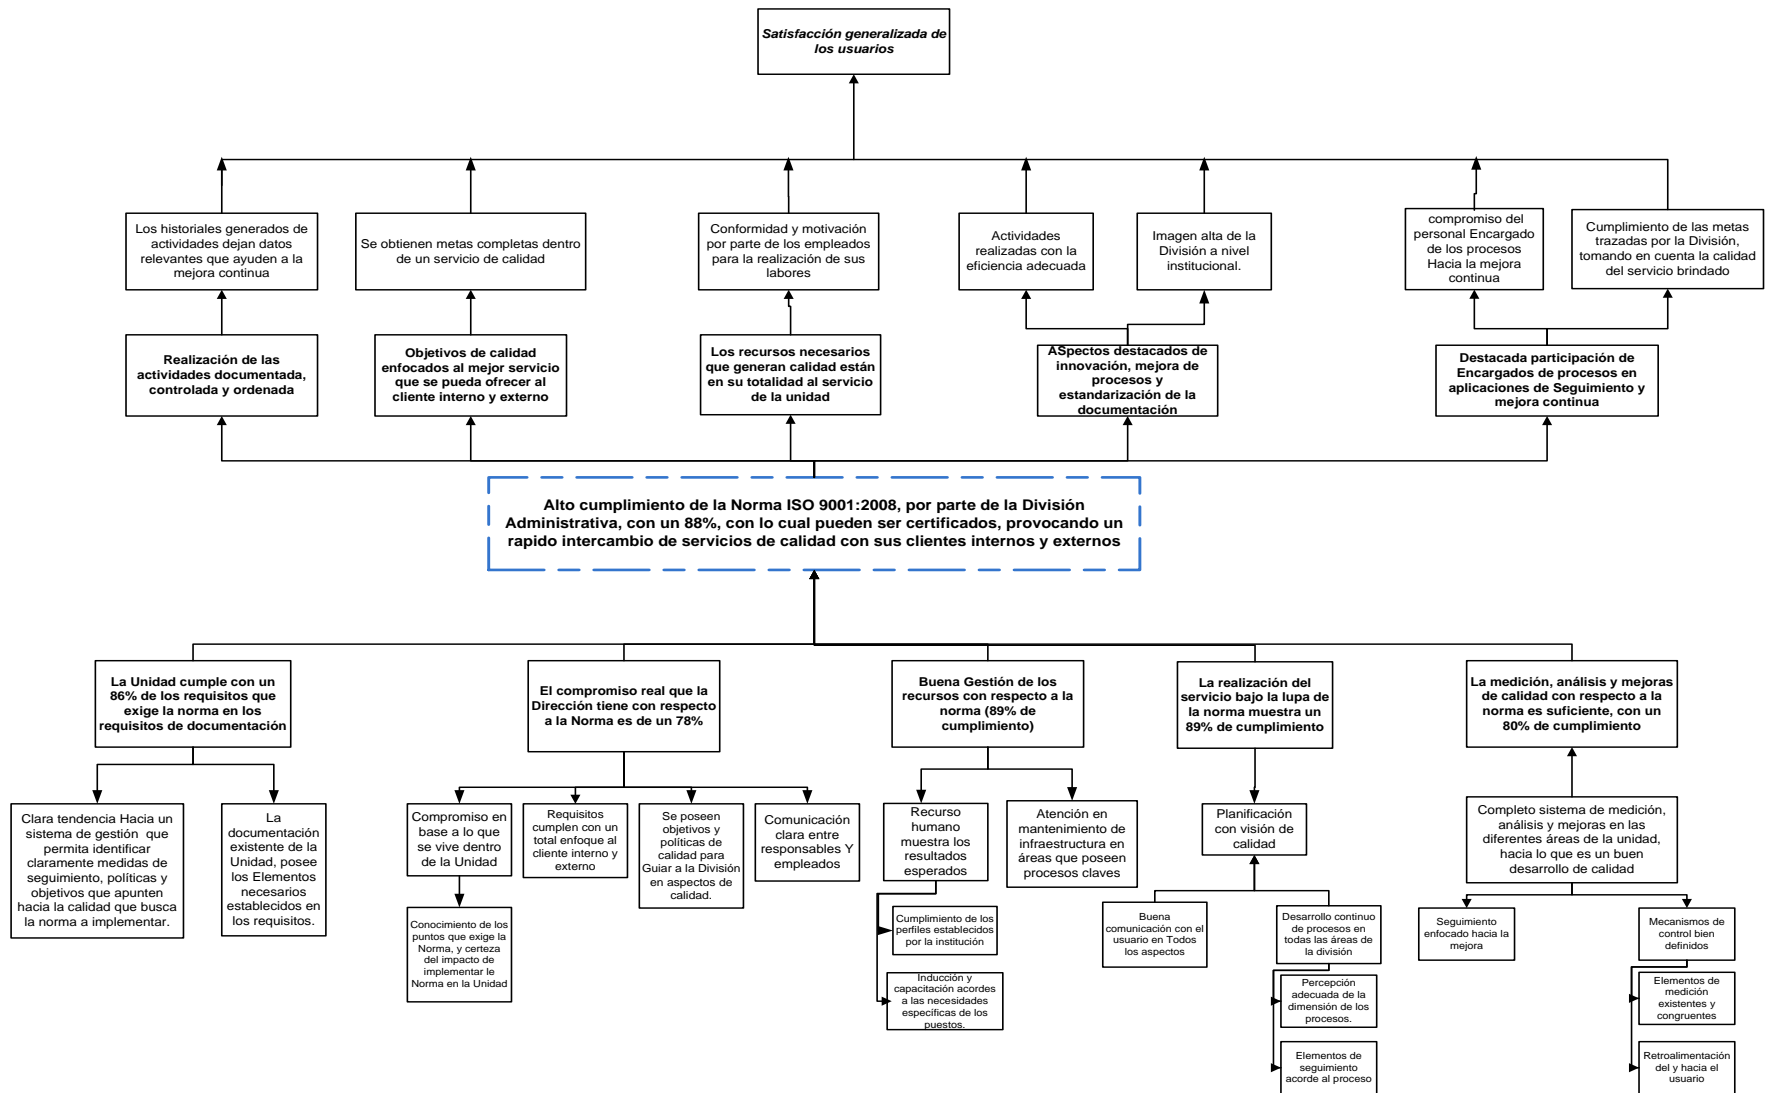 Satisfacción generalizada de
los usuarios
Los historiales generados de
actividades dejan datos
relevantes que ayuden a la
mejora continua
Se obtienen metas completas dentro
de un servicio de calidad
Conformidad y motivación
por parte de los empleados
para la realización de sus
labores
Actividades
realizadas con la
eficiencia adecuada
Imagen alta de la
División a nivel
institucional.
compromiso del
personal Encargado
de los procesos
Hacia la mejora
continua
Cumplimiento de las metas
trazadas por la División,
tomando en cuenta la calidad
del servicio brindado
Realización de las
actividades documentada,
controlada y ordenada
Objetivos de calidad
enfocados al mejor servicio
que se pueda ofrecer al
cliente interno y externo
Los recursos necesarios
que generan calidad están
en su totalidad al servicio
de la unidad
ASpectos destacados de
innovación, mejora de
procesos y
estandarización de la
documentación
Destacada participación de
Encargados de procesos en
aplicaciones de Seguimiento y
mejora continua
Alto cumplimiento de la Norma ISO 9001:2008, por parte de la División
Administrativa, con un 88%, con lo cual pueden ser certificados, provocando un
rapido intercambio de servicios de calidad con sus clientes internos y externos
La Unidad cumple con un
86% de los requisitos que
exige la norma en los
requisitos de documentación
El compromiso real que la
Dirección tiene con respecto
a la Norma es de un 78%
Buena Gestión de los
recursos con respecto a la
norma (89% de
cumplimiento)
La realización del
servicio bajo la lupa de
la norma muestra un
89% de cumplimiento
La medición, análisis y mejoras
de calidad con respecto a la
norma es suficiente, con un
80% de cumplimiento
Clara tendencia Hacia un
sistema de gestión que
permita identificar
claramente medidas de
seguimiento, políticas y
objetivos que apunten
hacia la calidad que busca
la norma a implementar.
La
documentación
existente de la
Unidad, posee
los Elementos
necesarios
establecidos en
los requisitos.
Compromiso en
base a lo que
se vive dentro
de la Unidad
Requisitos
cumplen con un
total enfoque al
cliente interno y
externo
Se poseen
objetivos y
políticas de
calidad para
Guiar a la División
en aspectos de
calidad.
Comunicación
clara entre
responsables Y
empleados
Recurso
humano
muestra los
resultados
esperados
Atención en
mantenimiento de
infraestructura en
áreas que poseen
procesos claves
Planificación
con visión de
calidad
Completo sistema de medición,
análisis y mejoras en las
diferentes áreas de la unidad,
hacia lo que es un buen
desarrollo de calidad
Conocimiento de los
puntos que exige la
Norma, y certeza
del impacto de
implementar le
Norma en la Unidad
Cumplimiento de los
perfiles establecidos
por la institución
Inducción y
capacitación acordes
a las necesidades
específicas de los
puestos.
Buena
comunicación con el
usuario en Todos
los aspectos
Desarrollo continuo
de procesos en
todas las áreas de
la división
Percepción
adecuada de la
dimensión de los
procesos.
Elementos de
seguimiento
acorde al proceso
Seguimiento
enfocado hacia la
mejora
Mecanismos de
control bien
definidos
Elementos de
medición
existentes y
congruentes
Retroalimentación
del y hacia el
usuario